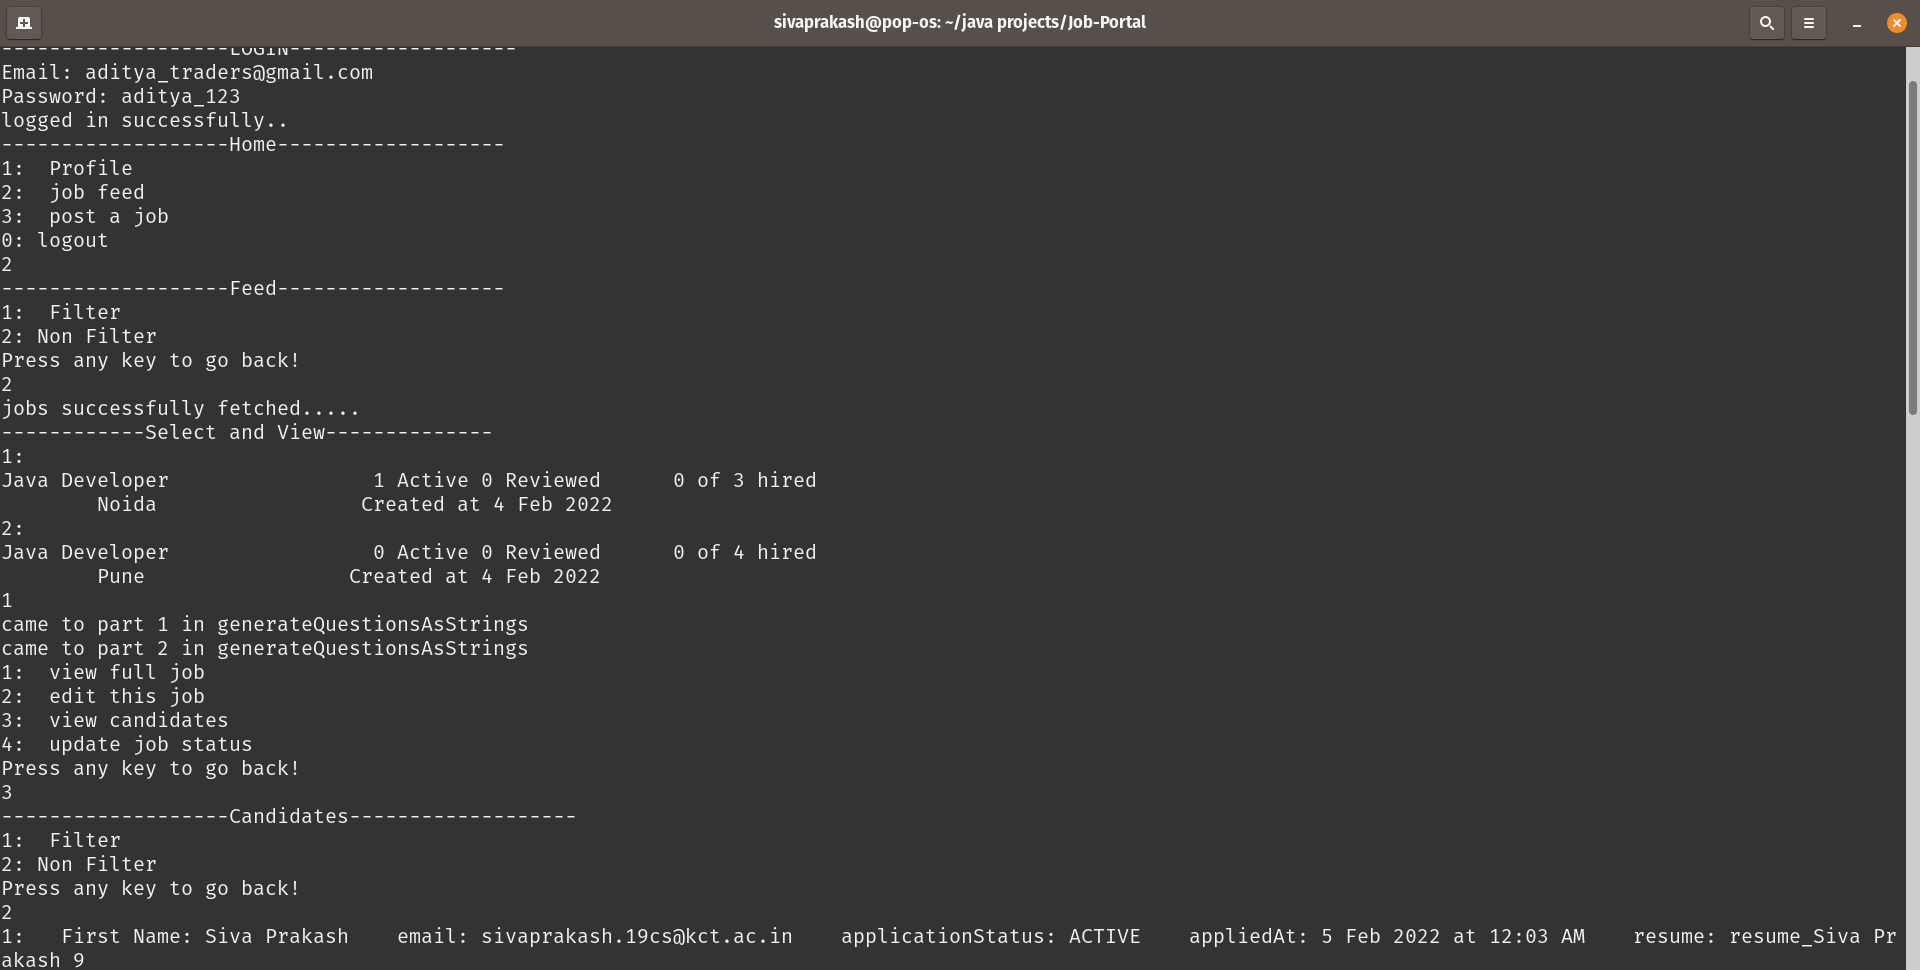 sivaprakash@pop-os: ~/java projects/Job-Portal
-------------------LOGIN-------------------
Email: aditya_traders@gmail.com
Password: aditya_123
logged in successfully..
-------------------Home-------------------
1:  Profile
2:  job feed
3:  post a job
0: logout
2
-------------------Feed-------------------
1:  Filter
2: Non Filter
Press any key to go back!
2
jobs successfully fetched.....
------------Select and View--------------
1:
Java Developer                 1 Active 0 Reviewed      0 of 3 hired
        Noida                 Created at 4 Feb 2022
2:
Java Developer                 0 Active 0 Reviewed      0 of 4 hired
        Pune                 Created at 4 Feb 2022
1
came to part 1 in generateQuestionsAsStrings
came to part 2 in generateQuestionsAsStrings
1:  view full job
2:  edit this job
3:  view candidates
4:  update job status
Press any key to go back!
3
-------------------Candidates-------------------
1:  Filter
2: Non Filter
Press any key to go back!
2
1:   First Name: Siva Prakash    email: sivaprakash.19cs@kct.ac.in    applicationStatus: ACTIVE    appliedAt: 5 Feb 2022 at 12:03 AM    resume: resume_Siva Pr
akash 9